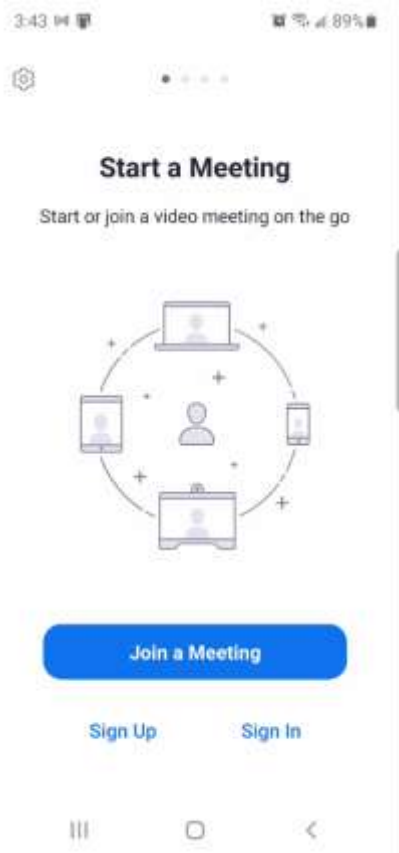 3:43 89%
Start a Meeting
Start or join a video meeting on the go
Join a Meeting
Sign Up Sign In